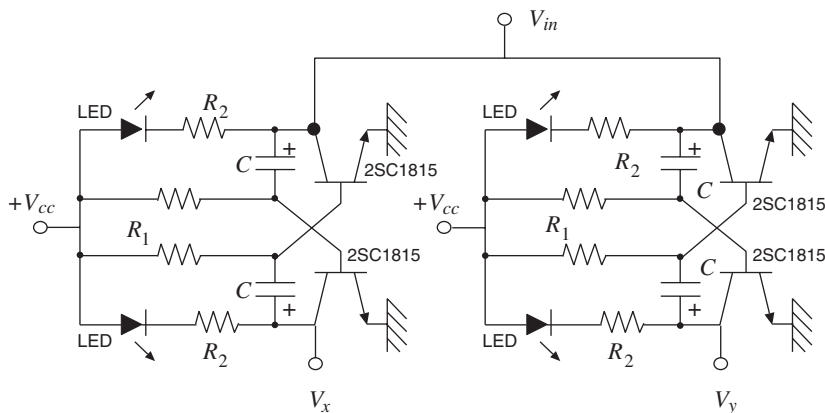 V_in
LED R_2 LED
C + R_2 +
2SC1815 C
2SC1815
+V_cc +V_cc
R_1 2SC1815 R_1 2SC1815
C C
+ +
LED R_2 LED R_2
V_x V_y